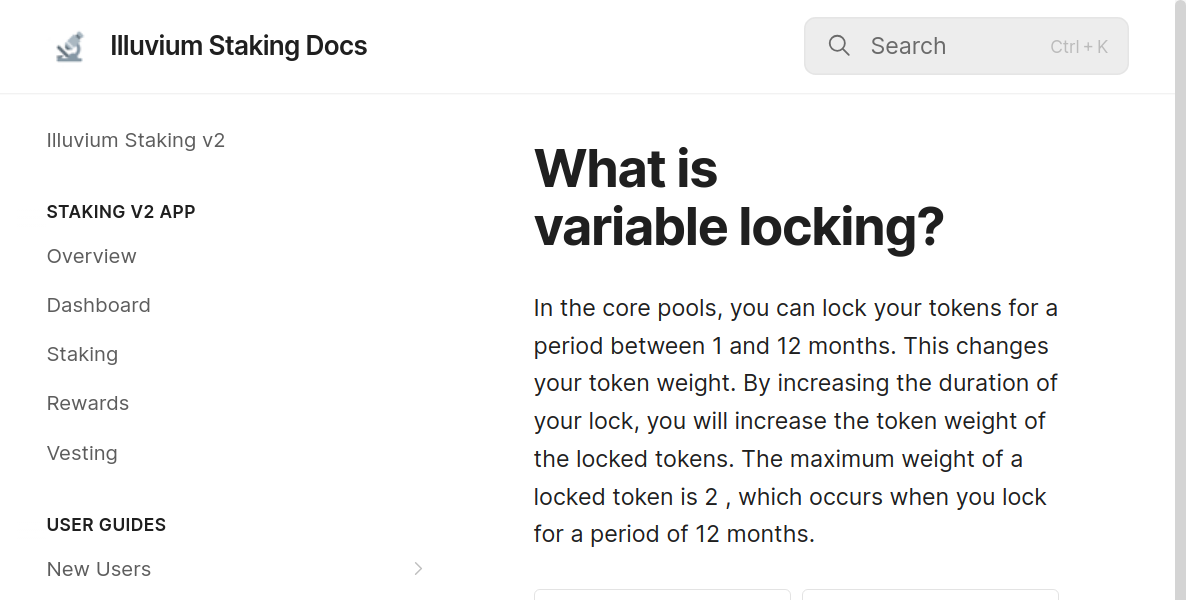 Illuvium Staking Docs
Search
Ctrl + K
Illuvium Staking v2
STAKING V2 APP
Overview
Dashboard
Staking
Rewards
Vesting
USER GUIDES
New Users
What is
variable locking?
In the core pools, you can lock your tokens for a
period between 1 and 12 months. This changes
your token weight. By increasing the duration of
your lock, you will increase the token weight of
the locked tokens. The maximum weight of a
locked token is 2 , which occurs when you lock
for a period of 12 months.